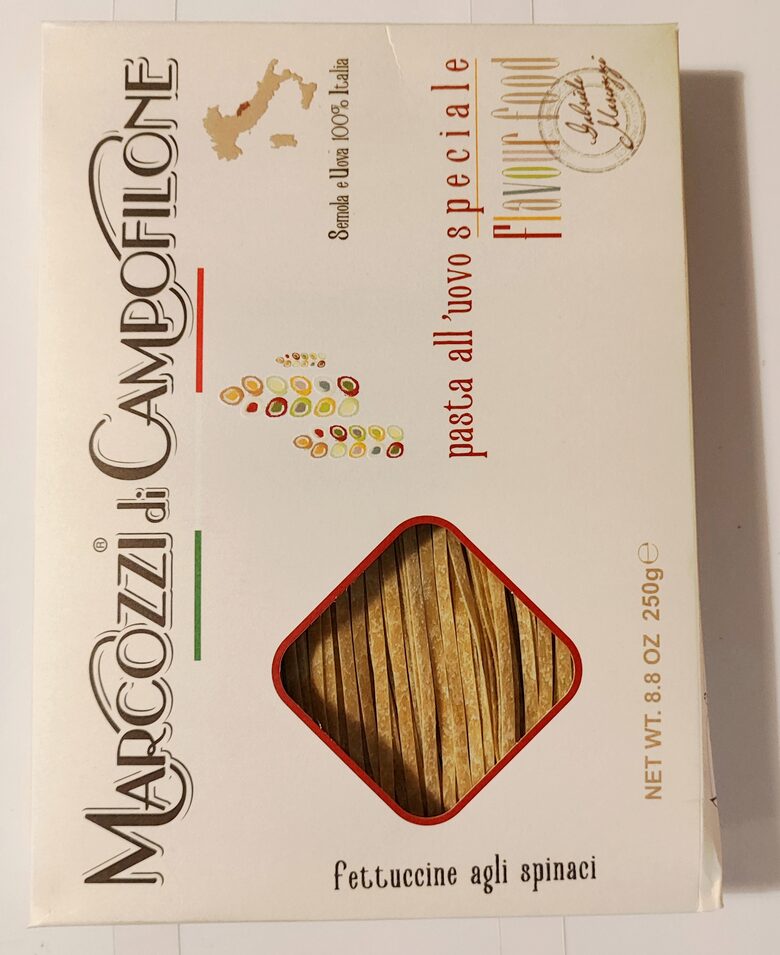 MARCOZZI® di CAMPOFILONE
Semola e Uova 100% Italia
pasta all'uovo speciale
flavour food
fettuccine agli spinaci
NET WT. 8.8 OZ 250g℮